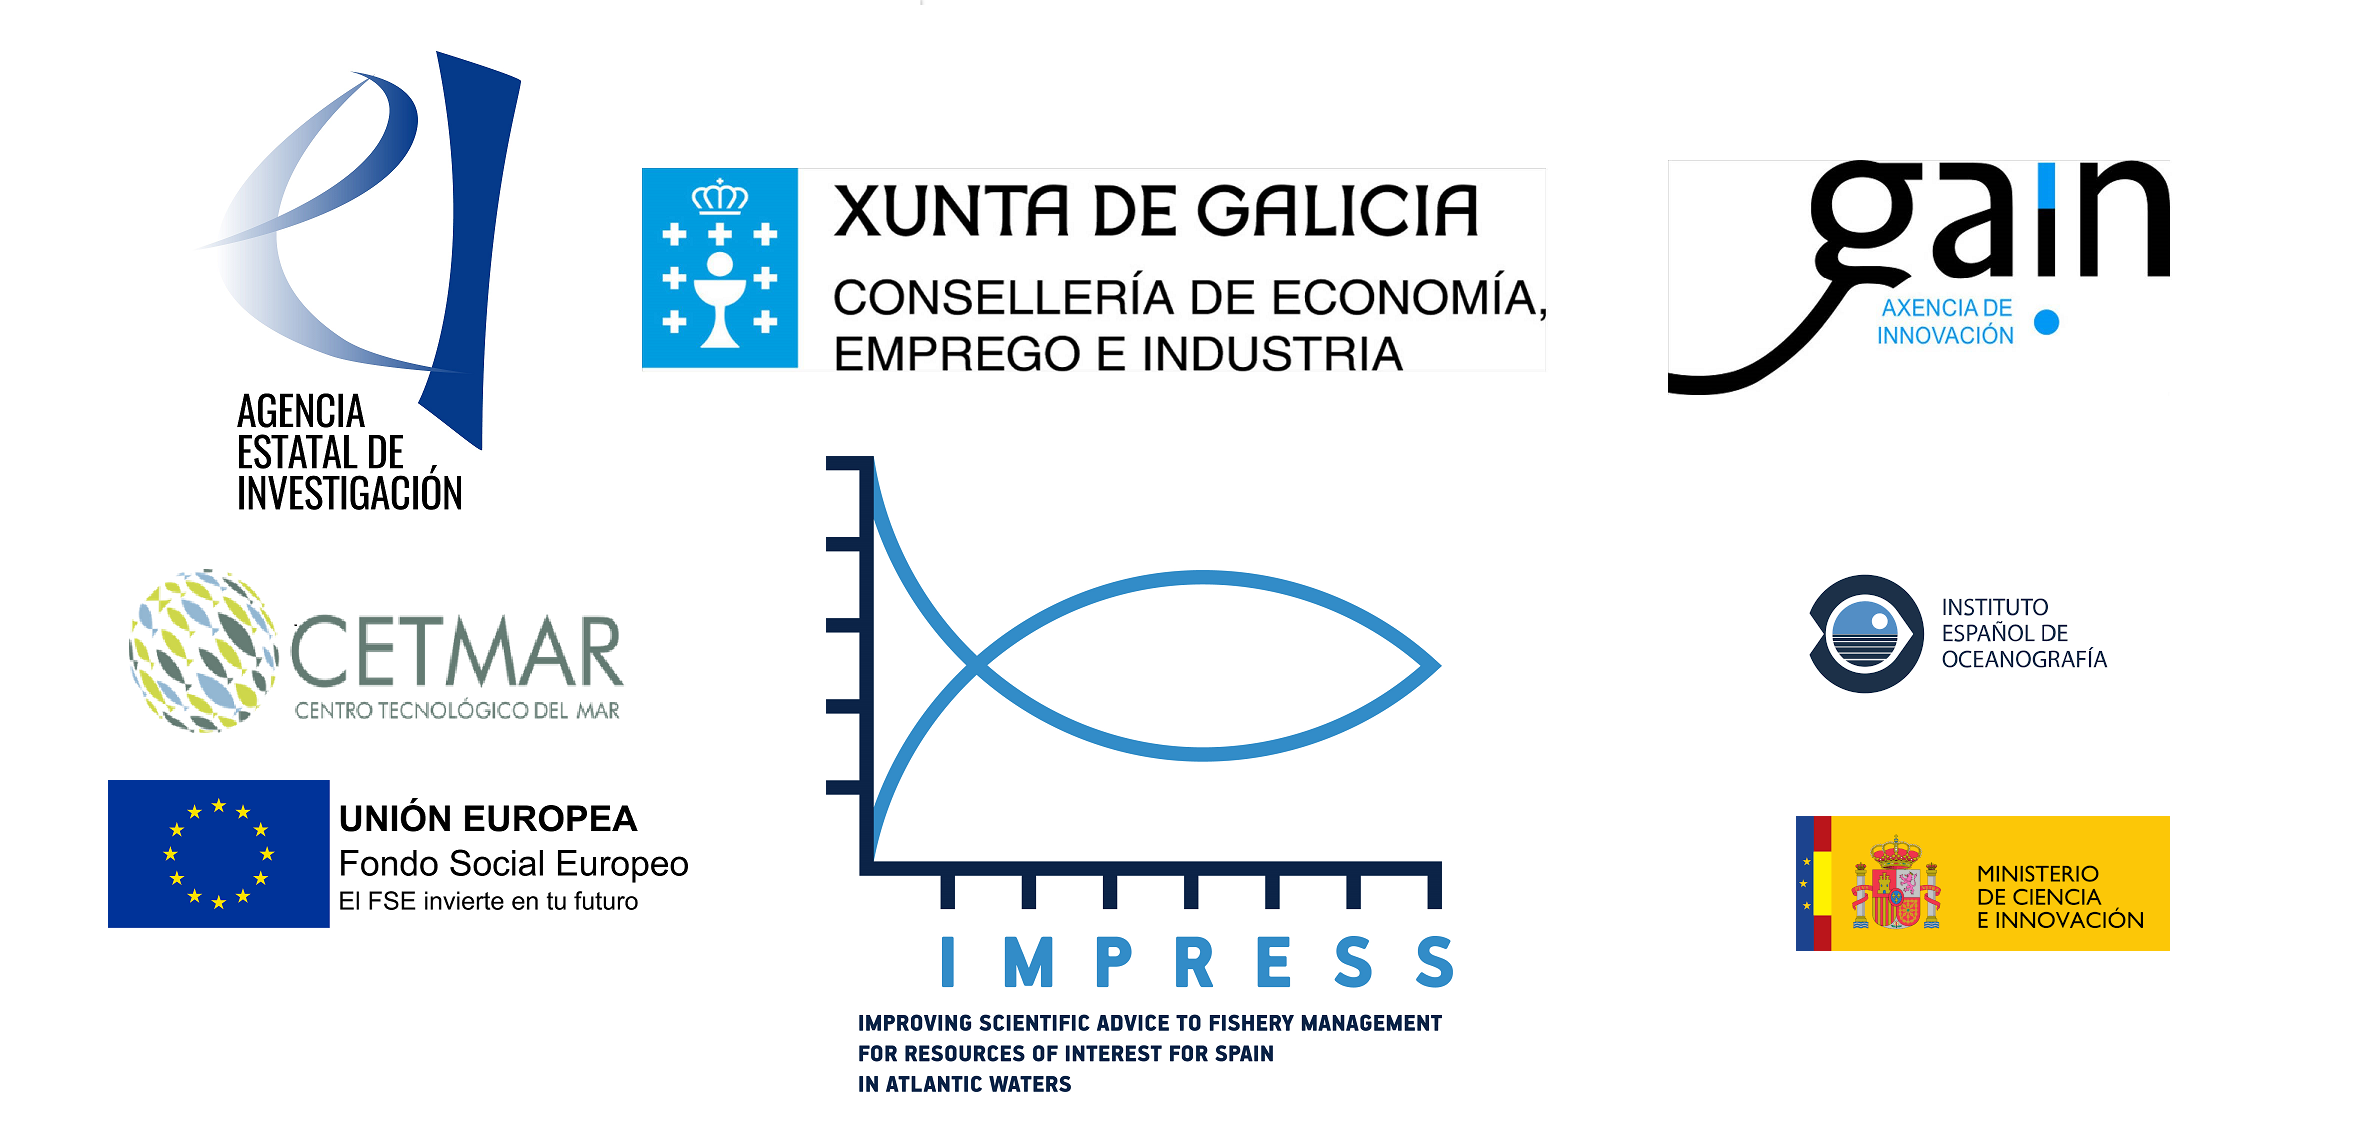 AGENCIA
ESTATAL DE
INVESTIGACIÓN
XUNTA DE GALICIA
CONSELLERÍA DE ECONOMÍA,
EMPREGO E INDUSTRIA
gain
AXENCIA DE
INNOVACIÓN
CETMAR
CENTRO TECNOLÓGICO DEL MAR
INSTITUTO
ESPAÑOL DE
OCEANOGRAFÍA
UNIÓN EUROPEA
Fondo Social Europeo
El FSE invierte en tu futuro
MINISTERIO
DE CIENCIA
E INNOVACIÓN
IMPRESS
IMPROVING SCIENTIFIC ADVICE TO FISHERY MANAGEMENT
FOR RESOURCES OF INTEREST FOR SPAIN
IN ATLANTIC WATERS